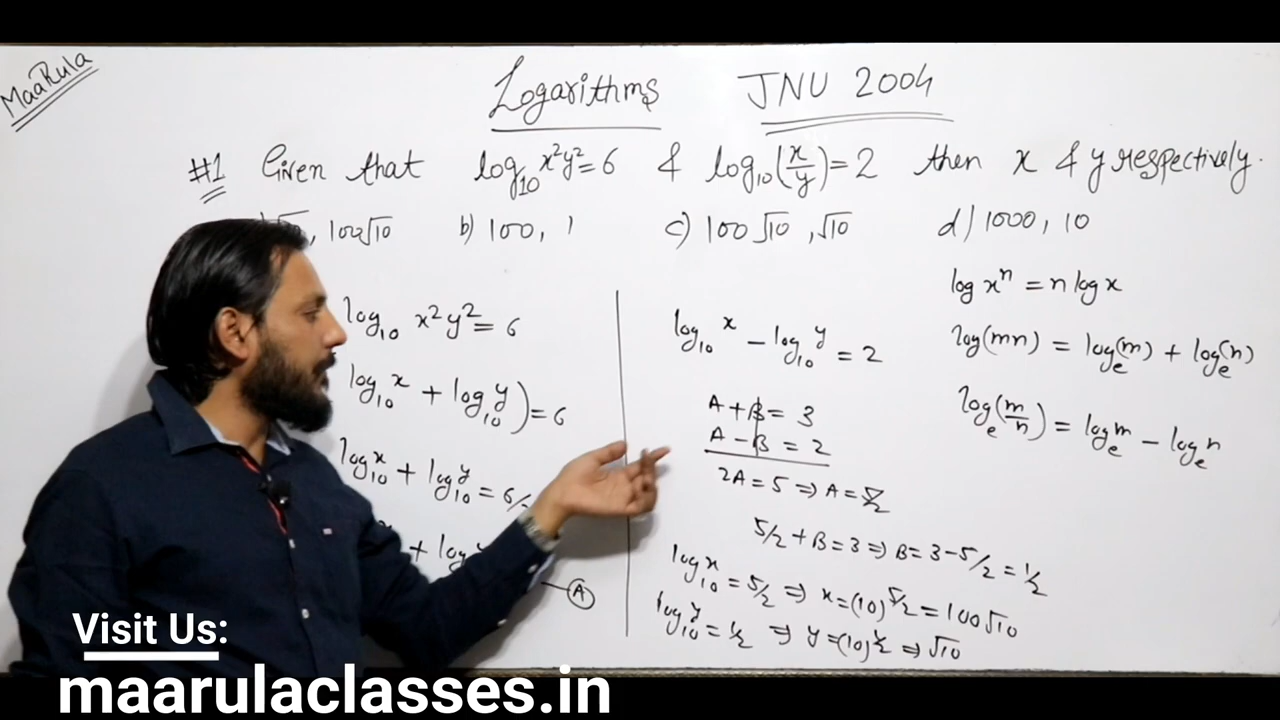 MaaRula
Logarithms JNU 2004
#1 Given that log₁₀ x²y² = 6 & log₁₀(x/y) = 2 then x & y respectively.
, 100√10 b) 100, 1 c) 100√10, √10 d) 1000, 10
log₁₀ x²y² = 6
log₁₀ x + log₁₀ y) = 6
log₁₀ x + log₁₀ y = 6/
+ log
A
log₁₀ x - log₁₀ y = 2
A + B = 3
A - B = 2
2A = 5 ⇒ A = 5/2
5/2 + B = 3 ⇒ B = 3 - 5/2 = 1/2
log₁₀ x = 5/2 ⇒ x = (10)^5/2 = 100√10
log₁₀ y = 1/2 ⇒ y = (10)^1/2 ⇒ √10
log xⁿ = n log x
log(mn) = logₑ(m) + logₑ(n)
logₑ(m/n) = logₑ m - logₑ n
Visit Us:
maarulaclasses.in